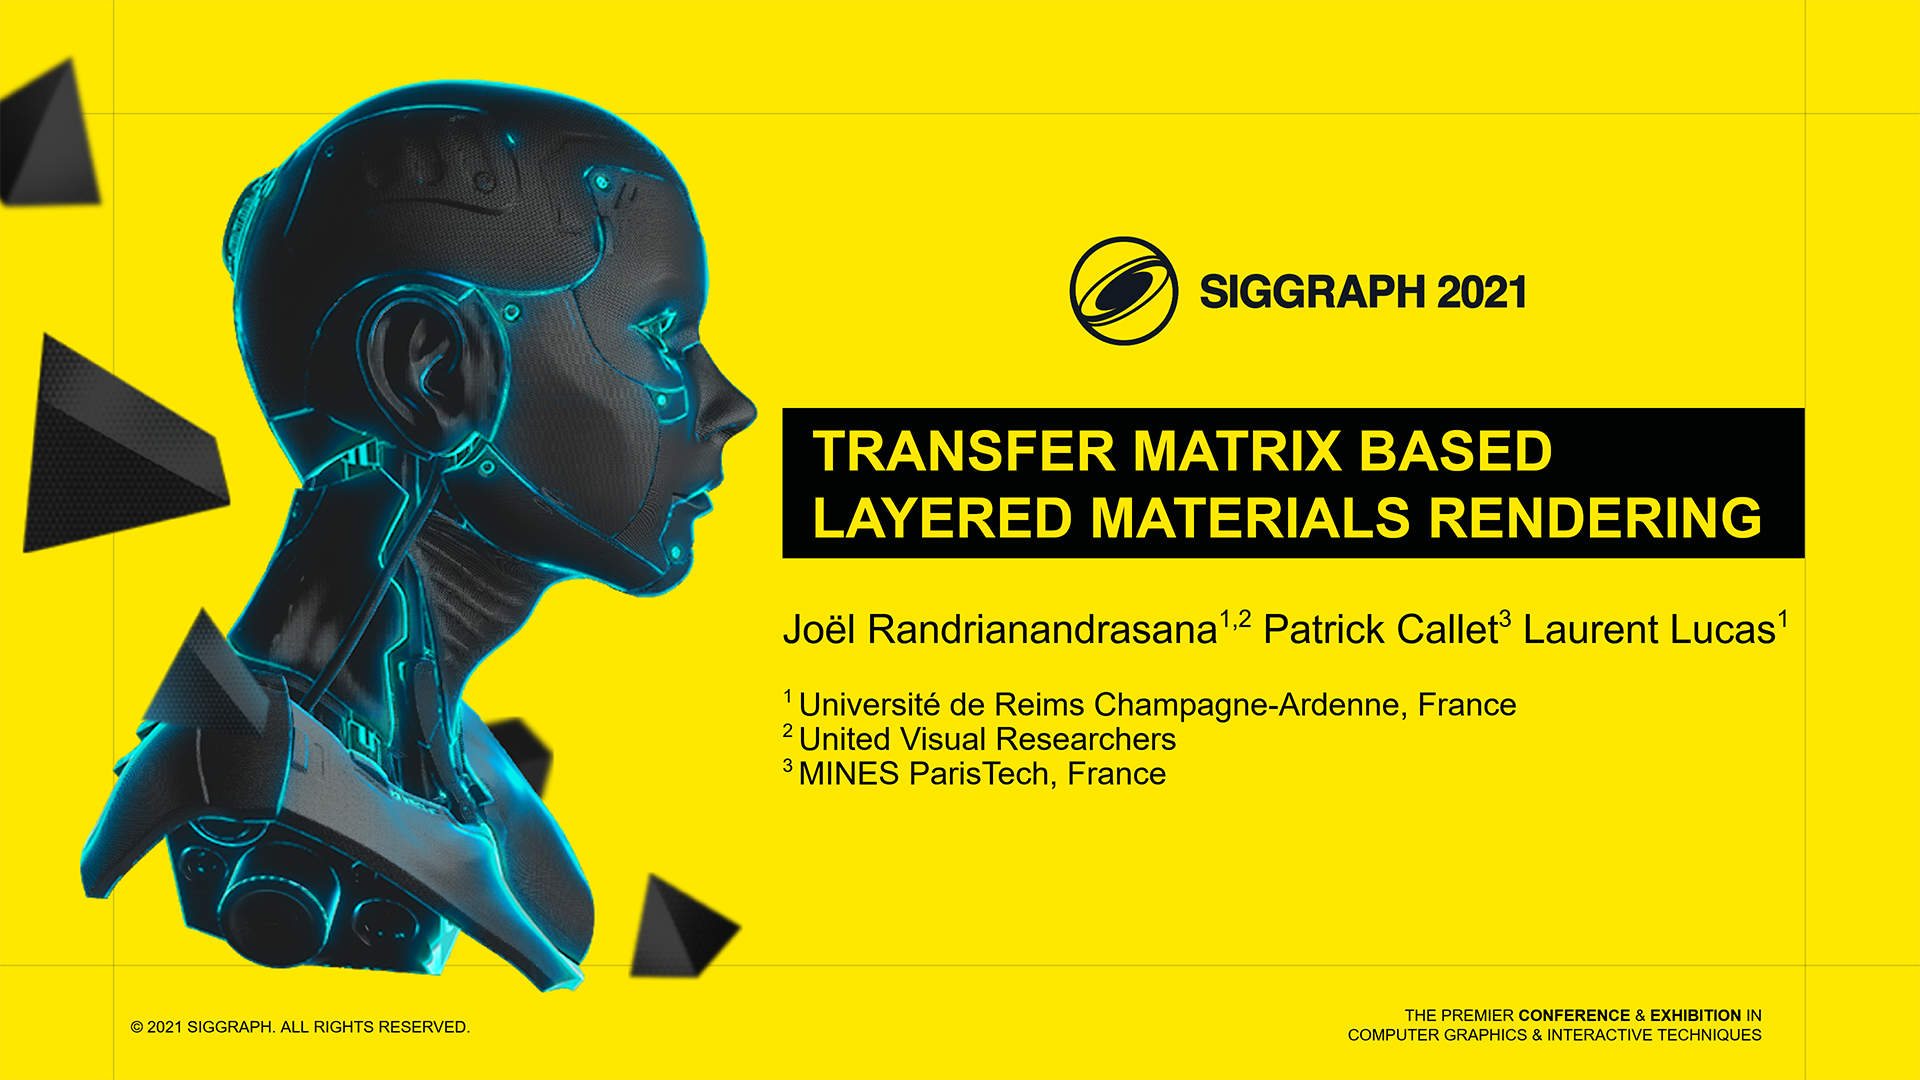 SIGGRAPH 2021
TRANSFER MATRIX BASED
LAYERED MATERIALS RENDERING
Joël Randrianandrasana1,2 Patrick Callet3 Laurent Lucas1
1 Université de Reims Champagne-Ardenne, France
2 United Visual Researchers
3 MINES ParisTech, France
© 2021 SIGGRAPH. ALL RIGHTS RESERVED.
THE PREMIER CONFERENCE & EXHIBITION IN
COMPUTER GRAPHICS & INTERACTIVE TECHNIQUES